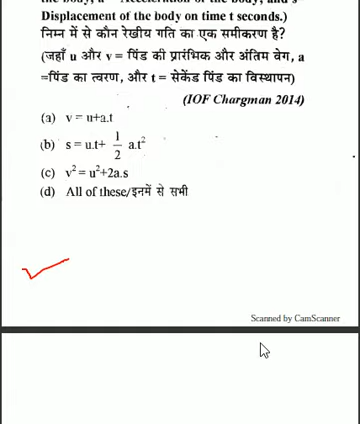 Displacement of the body on time t seconds.)
निम्न में से कौन रेखीय गति का एक समीकरण है?
(जहाँ u और v = पिंड की प्रारंभिक और अंतिम वेग, a
=पिंड का त्वरण, और t = सेकेंड पिंड का विस्थापन)
(IOF Chargman 2014)
(a) v = u+a.t
(b) s = u.t+ 1/2 a.t²
(c) v² = u²+2a.s
(d) All of these/इनमें से सभी
Scanned by CamScanner